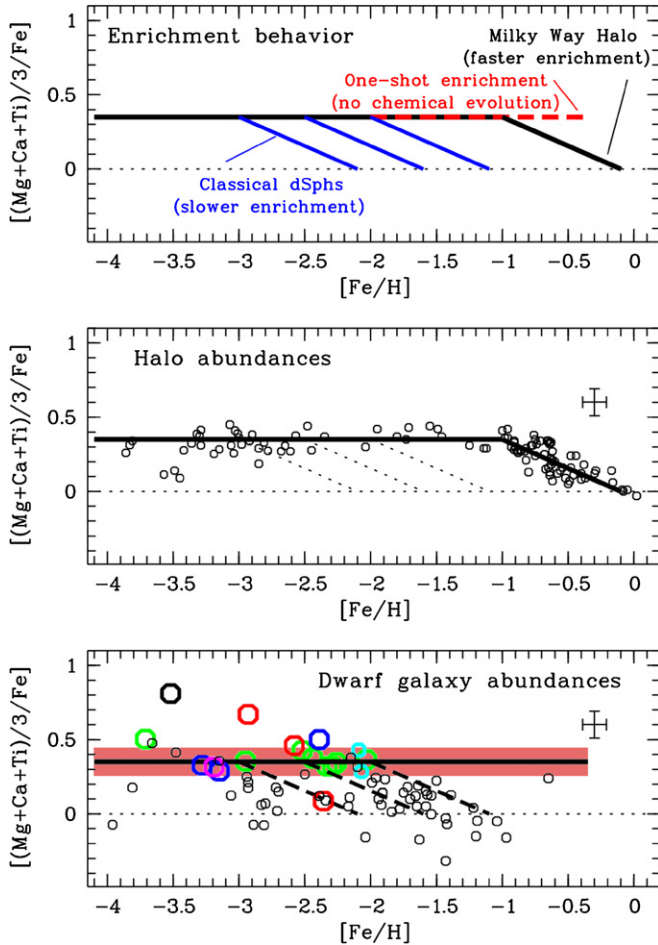 Enrichment behavior
Milky Way Halo
(faster enrichment)
One-shot enrichment
(no chemical evolution)
Classical dSphs
(slower enrichment)
[(Mg+Ca+Ti)/3/Fe]
1
0.5
0
-4 -3.5 -3 -2.5 -2 -1.5 -1 -0.5 0
[Fe/H]
Halo abundances
[(Mg+Ca+Ti)/3/Fe]
1
0.5
0
-4 -3.5 -3 -2.5 -2 -1.5 -1 -0.5 0
[Fe/H]
Dwarf galaxy abundances
[(Mg+Ca+Ti)/3/Fe]
1
0.5
0
-4 -3.5 -3 -2.5 -2 -1.5 -1 -0.5 0
[Fe/H]